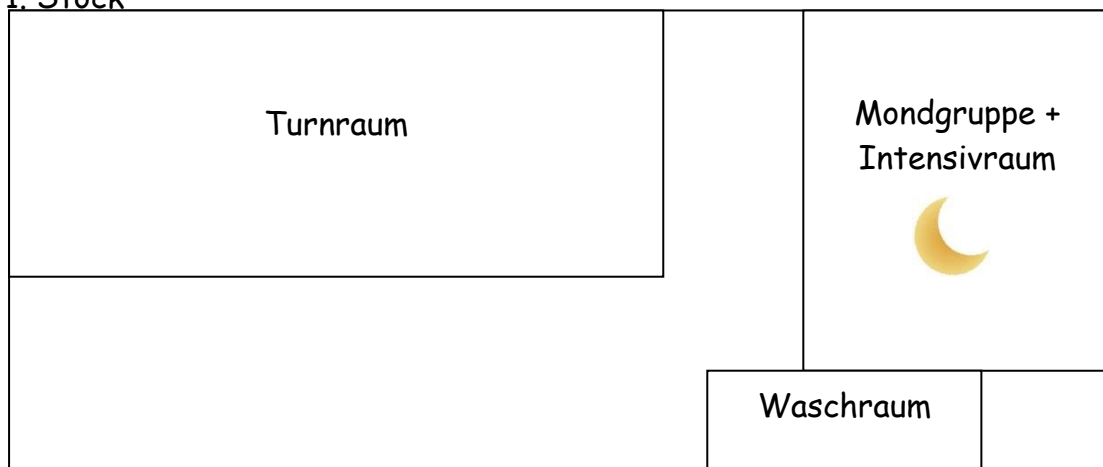 1. Stock
Turnraum
Mondgruppe +
Intensivraum
Waschraum